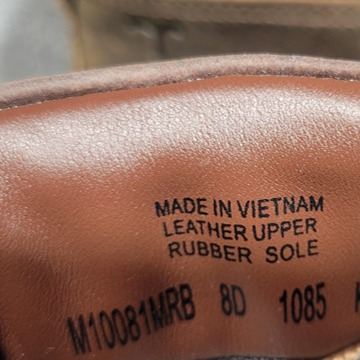 MADE IN VIETNAM
LEATHER UPPER
RUBBER SOLE
M10081MRB 8D 1085